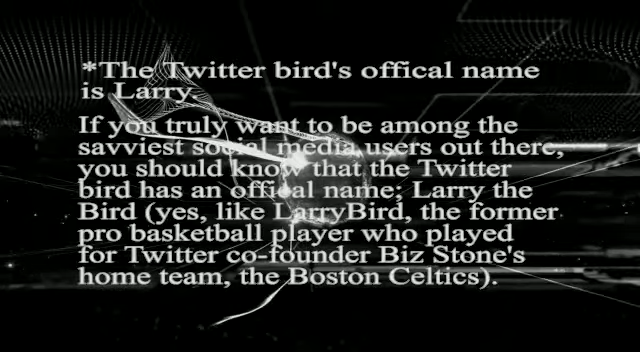 *The Twitter bird's offical name
is Larry.
If you truly want to be among the
savviest social media users out there,
you should know that the Twitter
bird has an offical name; Larry the
Bird (yes, like LarryBird, the former
pro basketball player who played
for Twitter co-founder Biz Stone's
home team, the Boston Celtics).